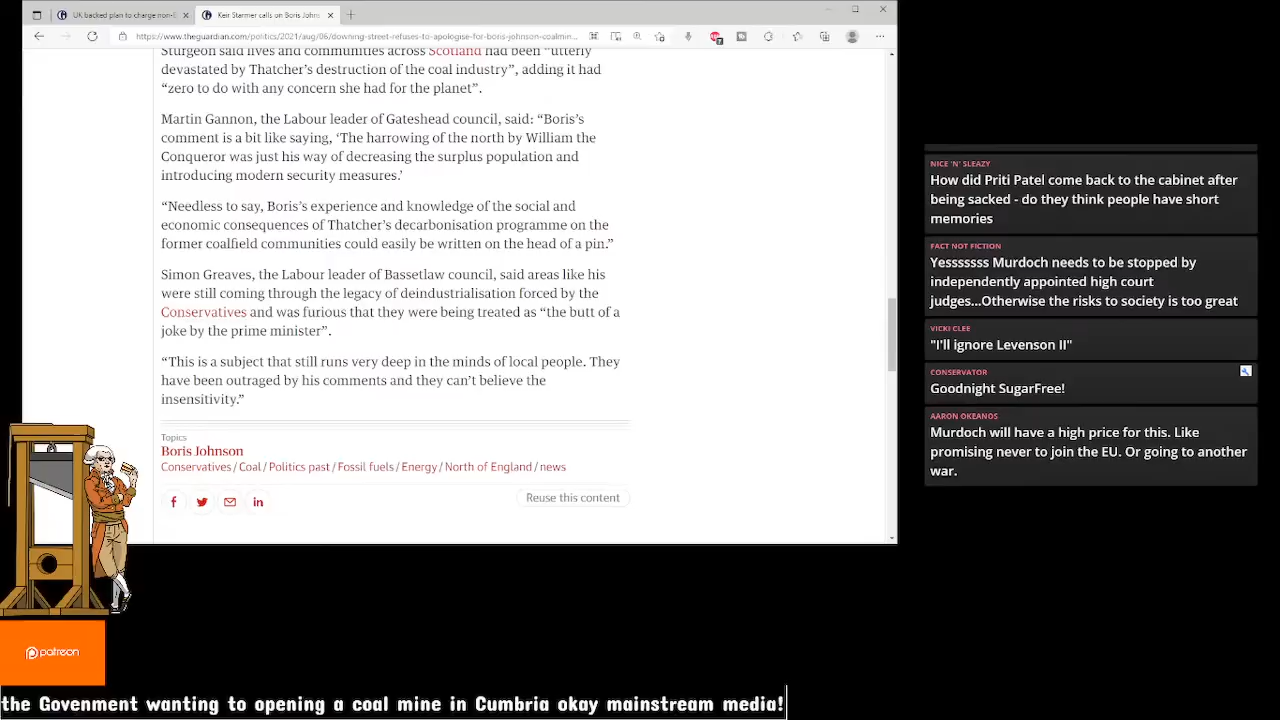 UK backed plan to charge non-S
Keir Starmer calls on Boris John
https://www.theguardian.com/politics/2021/aug/06/downing-street-refuses-to-apologise-for-boris-johnson-coalmin...
Sturgeon said lives and communities across Scotland had been “utterly
devastated by Thatcher’s destruction of the coal industry”, adding it had
“zero to do with any concern she had for the planet”.
Martin Gannon, the Labour leader of Gateshead council, said: “Boris’s
comment is a bit like saying, ‘The harrowing of the north by William the
Conqueror was just his way of decreasing the surplus population and
introducing modern security measures.’
“Needless to say, Boris’s experience and knowledge of the social and
economic consequences of Thatcher’s decarbonisation programme on the
former coalfield communities could easily be written on the head of a pin.”
Simon Greaves, the Labour leader of Bassetlaw council, said areas like his
were still coming through the legacy of deindustrialisation forced by the
Conservatives and was furious that they were being treated as “the butt of a
joke by the prime minister”.
“This is a subject that still runs very deep in the minds of local people. They
have been outraged by his comments and they can’t believe the
insensitivity.”
Topics
Boris Johnson
Conservatives / Coal / Politics past / Fossil fuels / Energy / North of England / news
Reuse this content
NICE 'N' SLEAZY
How did Priti Patel come back to the cabinet after
being sacked - do they think people have short
memories
FACT NOT FICTION
Yesssssss Murdoch needs to be stopped by
independently appointed high court
judges...Otherwise the risks to society is too great
VICKI CLEE
"I'll ignore Levenson II"
CONSERVATOR
Goodnight SugarFree!
AARON OKEANOS
Murdoch will have a high price for this. Like
promising never to join the EU. Or going to another
war.
patreon
the Govenment wanting to opening a coal mine in Cumbria okay mainstream media!